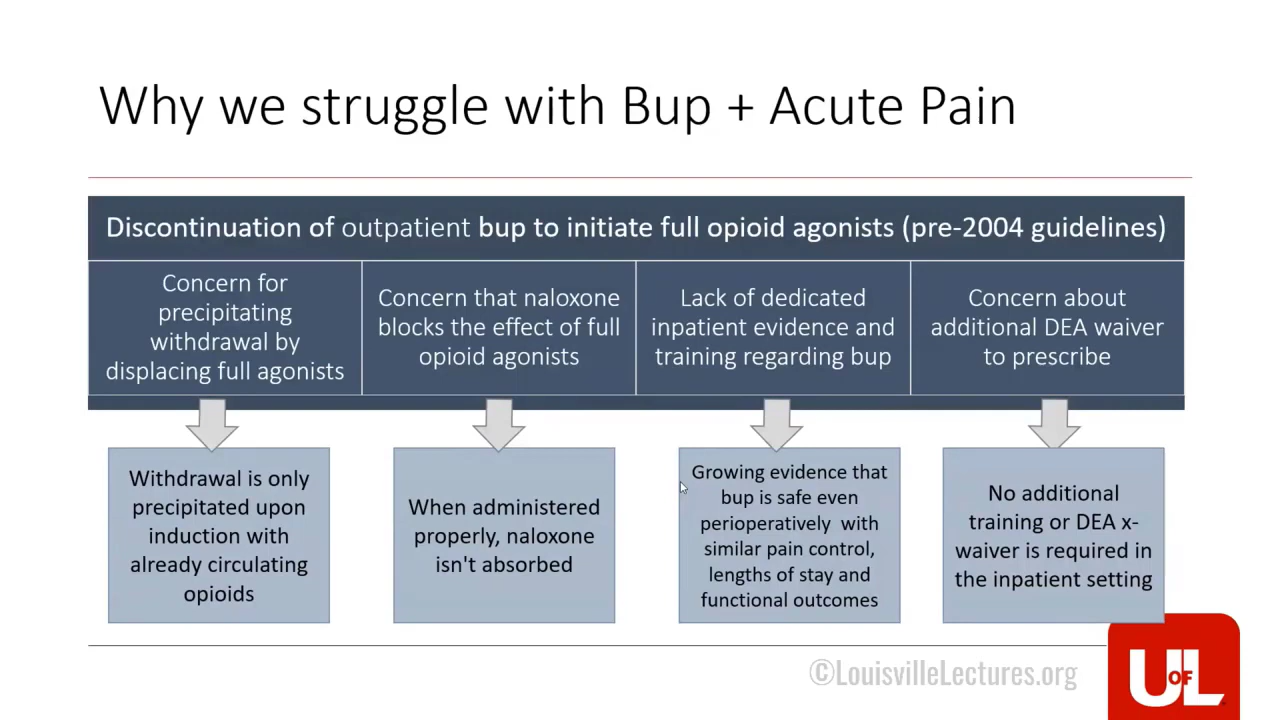 Why we struggle with Bup + Acute Pain
Discontinuation of outpatient bup to initiate full opioid agonists (pre-2004 guidelines)
Concern for
precipitating
withdrawal by
displacing full agonists
Concern that naloxone
blocks the effect of full
opioid agonists
Lack of dedicated
inpatient evidence and
training regarding bup
Concern about
additional DEA waiver
to prescribe
Withdrawal is only
precipitated upon
induction with
already circulating
opioids
When administered
properly, naloxone
isn't absorbed
Growing evidence that
bup is safe even
perioperatively with
similar pain control,
lengths of stay and
functional outcomes
No additional
training or DEA x-
waiver is required in
the inpatient setting
©LouisvilleLectures.org
U OF L